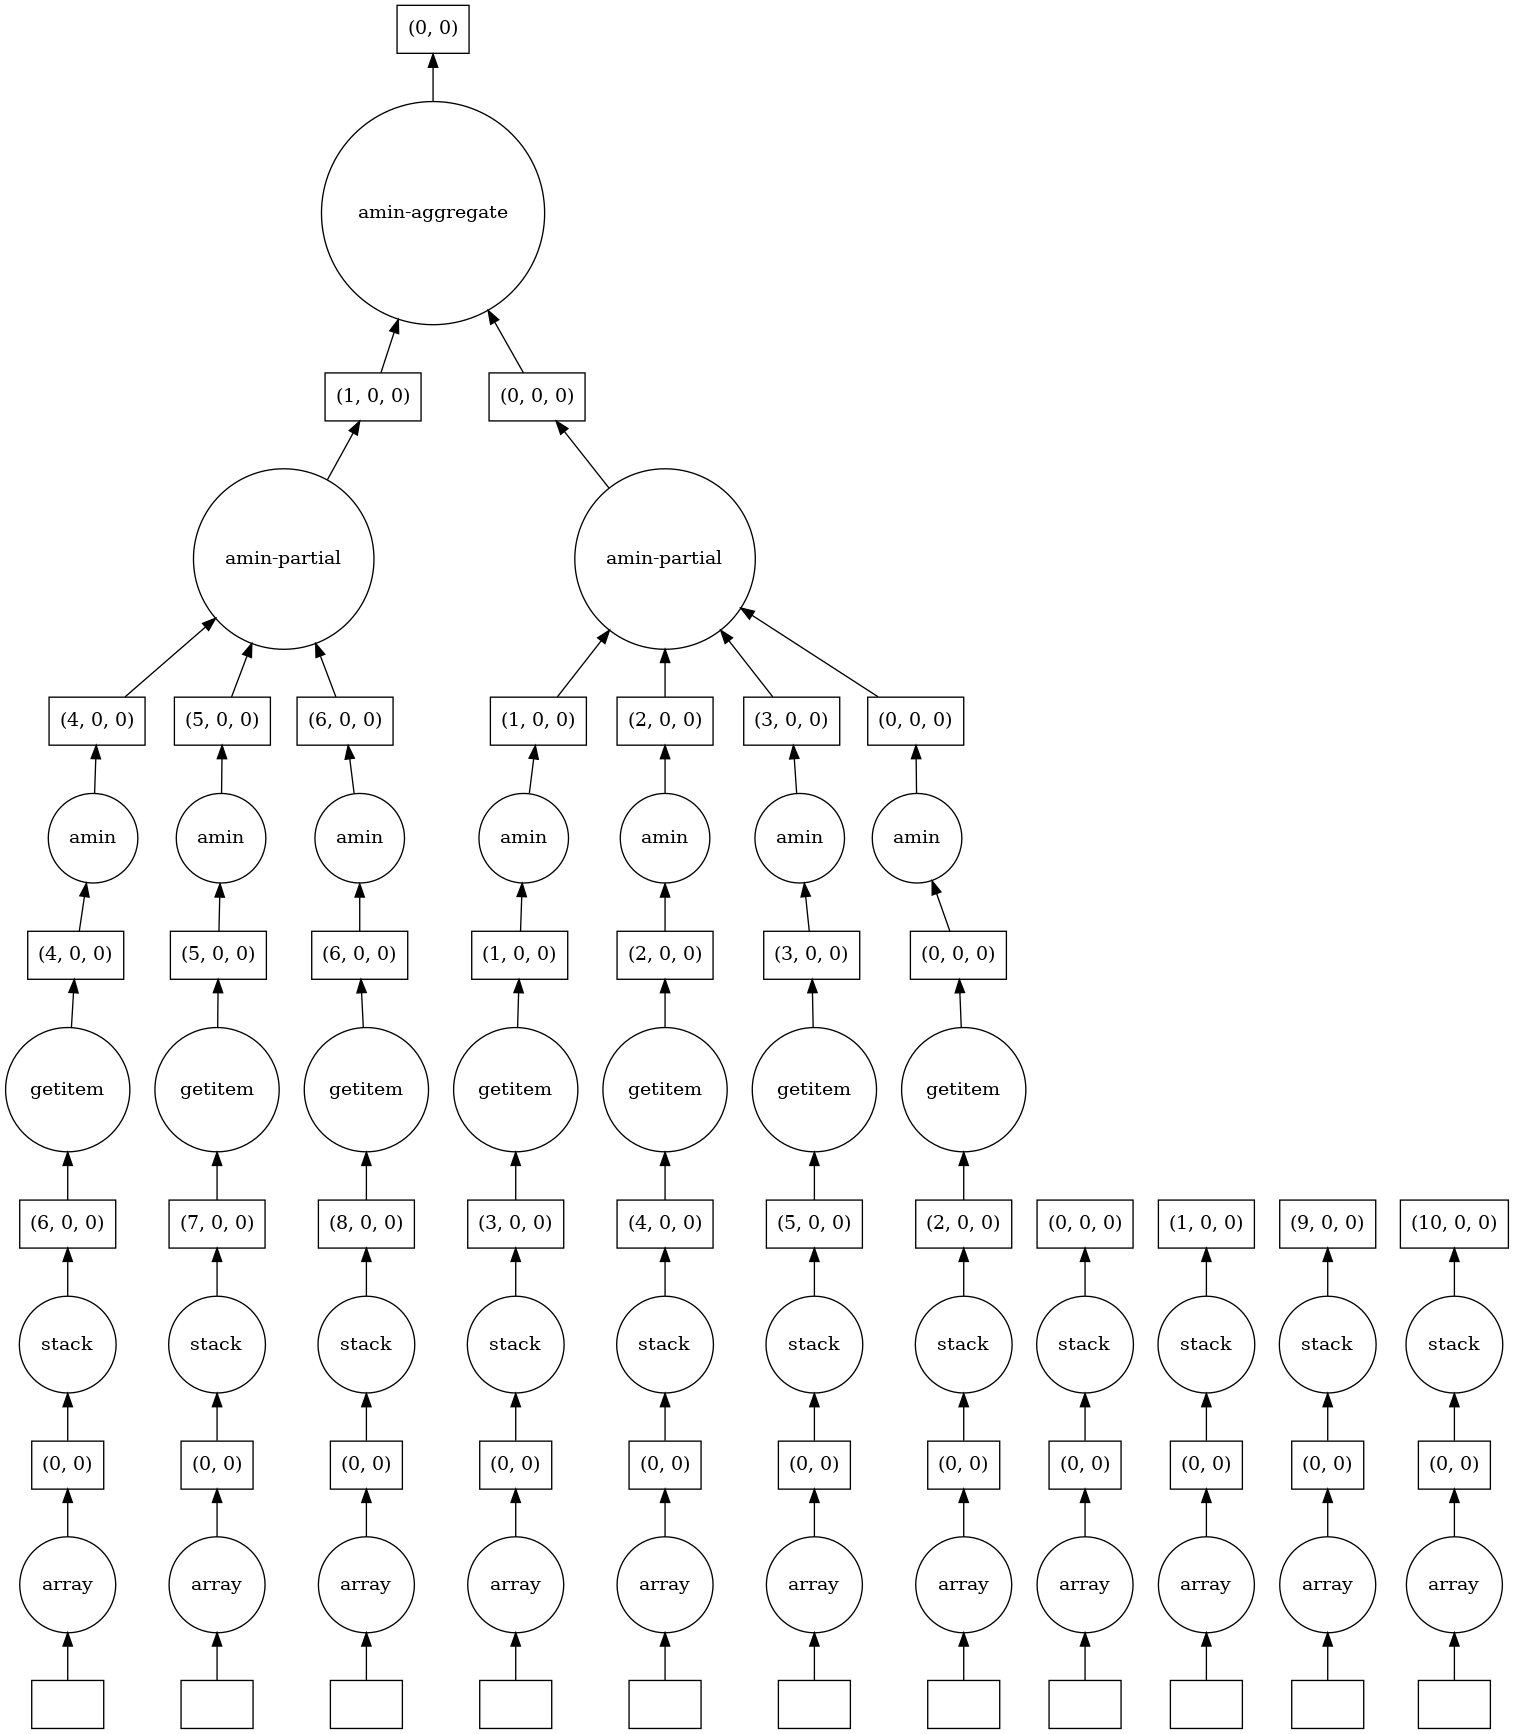 (0, 0)
amin-aggregate
(1, 0, 0) (0, 0, 0)
amin-partial amin-partial
(4, 0, 0) (5, 0, 0) (6, 0, 0) (1, 0, 0) (2, 0, 0) (3, 0, 0) (0, 0, 0)
amin amin amin amin amin amin amin
(4, 0, 0) (5, 0, 0) (6, 0, 0) (1, 0, 0) (2, 0, 0) (3, 0, 0) (0, 0, 0)
getitem getitem getitem getitem getitem getitem getitem
(6, 0, 0) (7, 0, 0) (8, 0, 0) (3, 0, 0) (4, 0, 0) (5, 0, 0) (2, 0, 0) (0, 0, 0) (1, 0, 0) (9, 0, 0) (10, 0, 0)
stack stack stack stack stack stack stack stack stack stack stack
(0, 0) (0, 0) (0, 0) (0, 0) (0, 0) (0, 0) (0, 0) (0, 0) (0, 0) (0, 0) (0, 0)
array array array array array array array array array array array